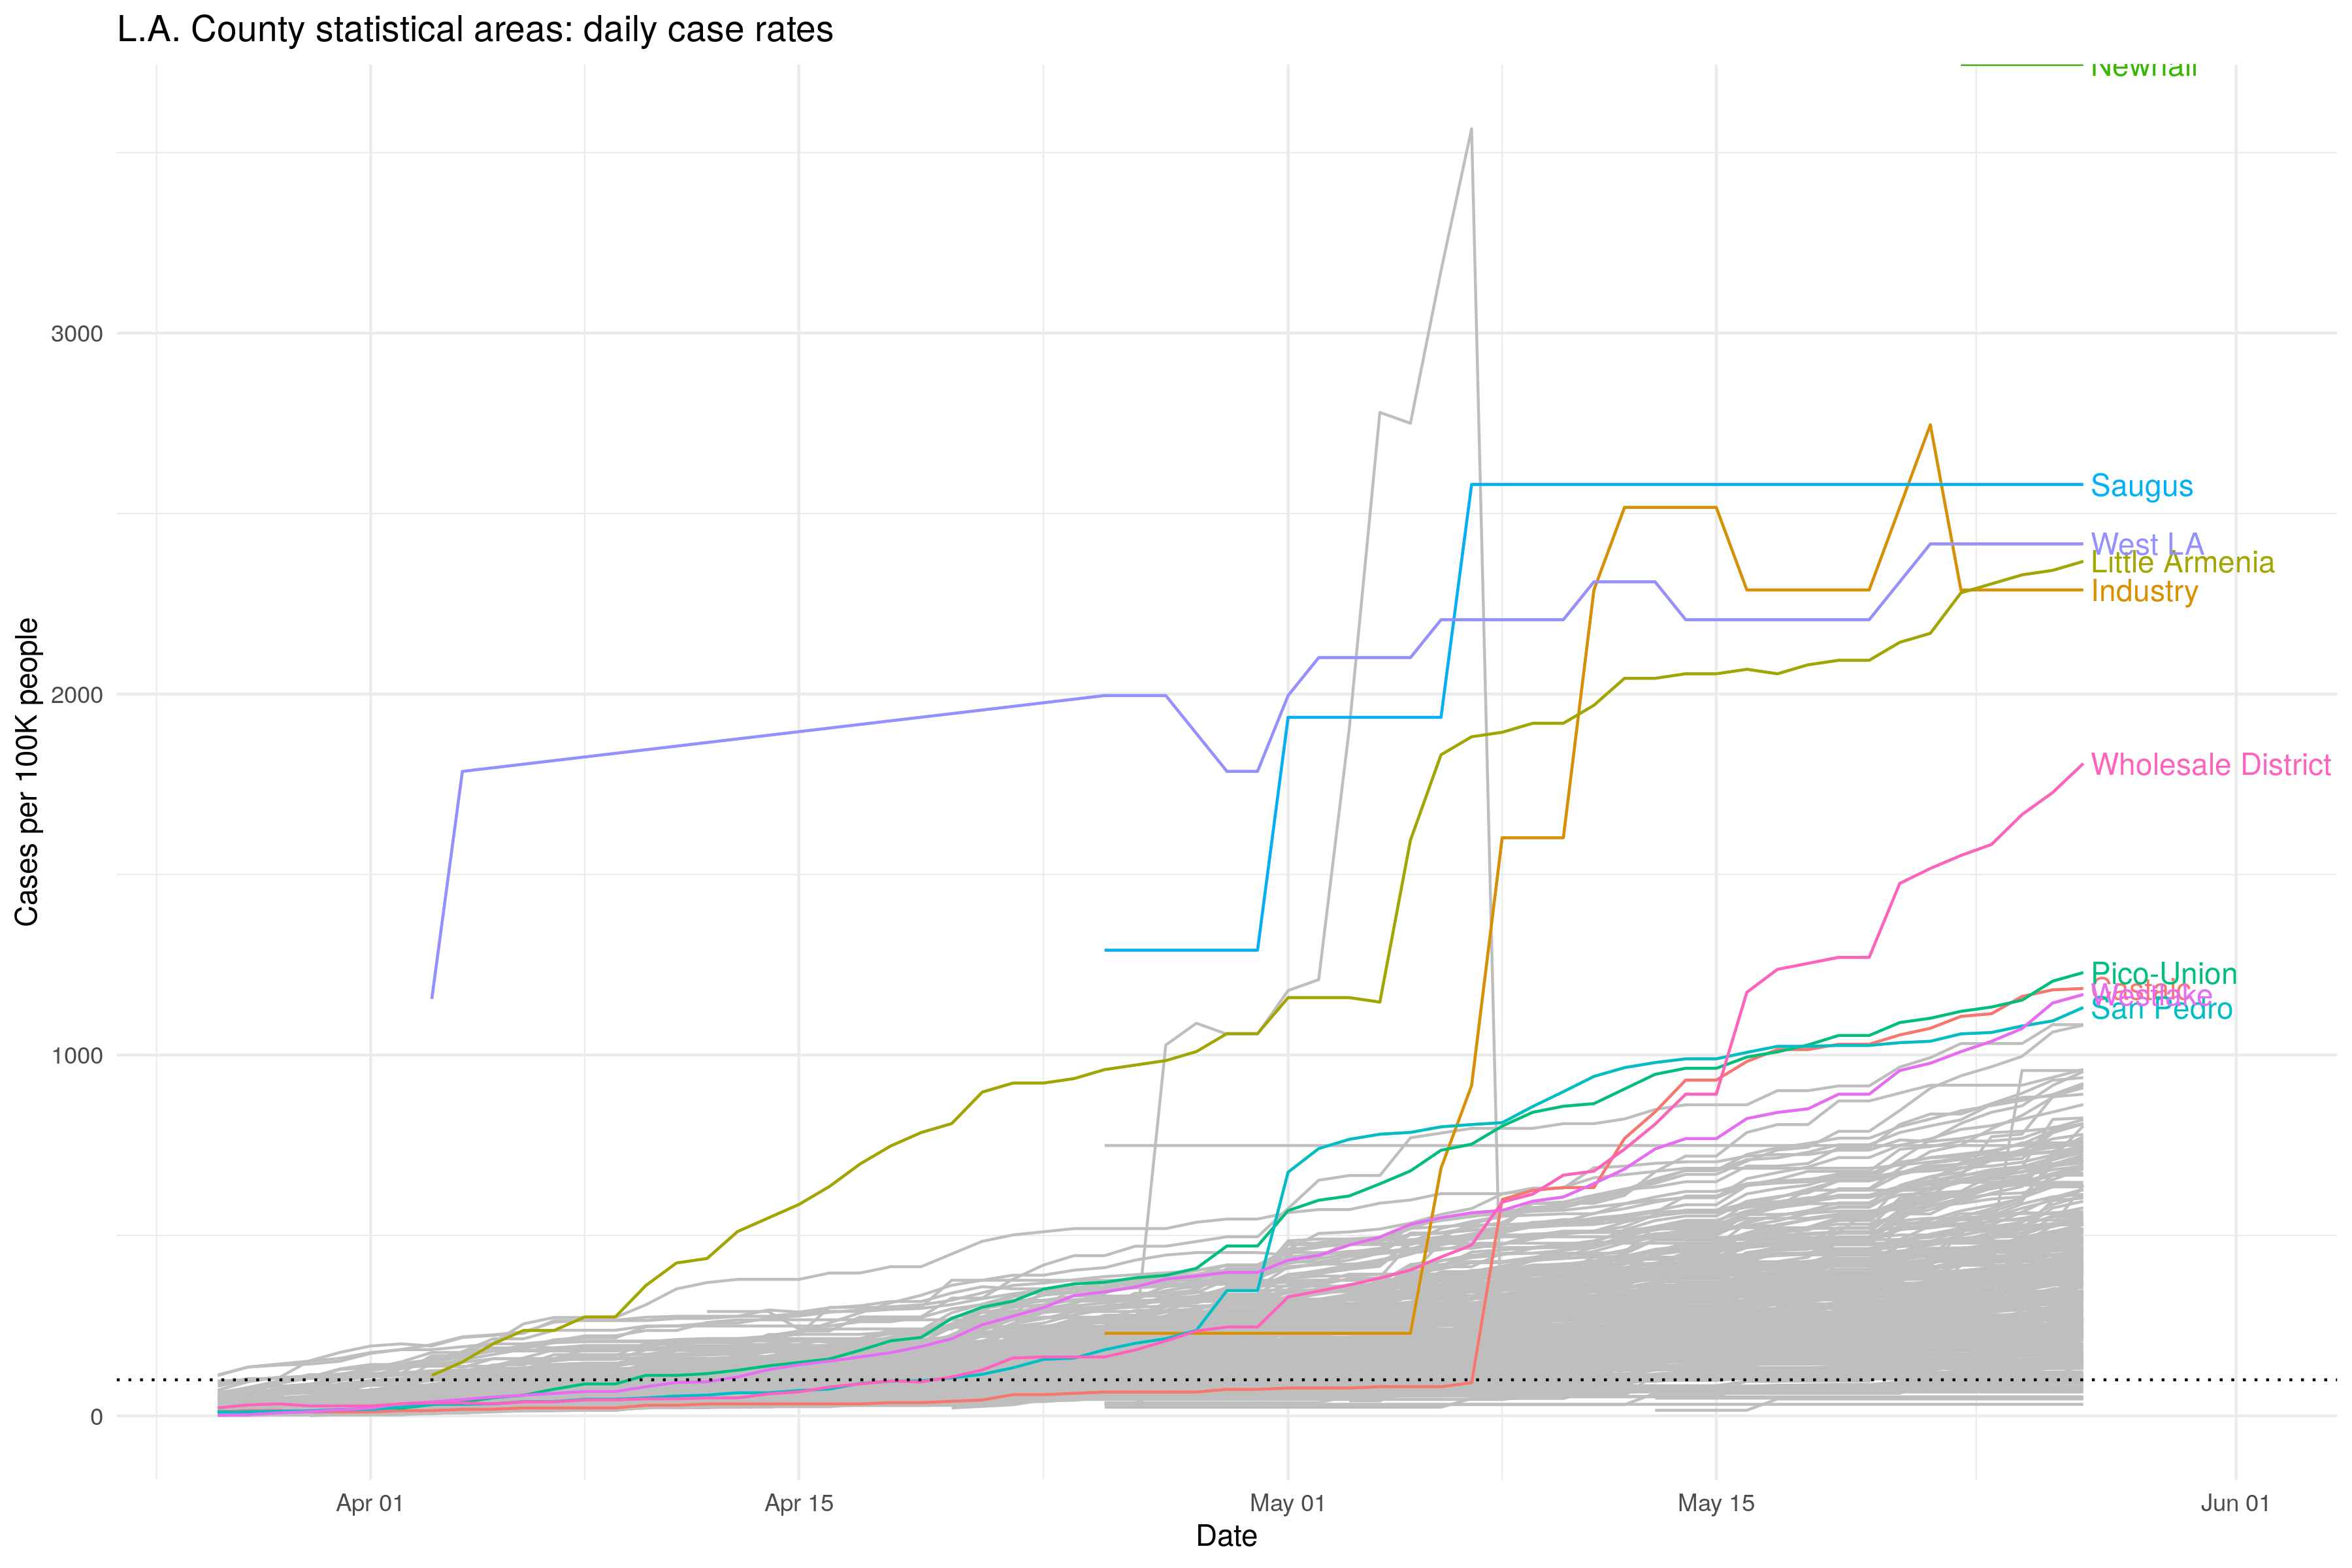 L.A. County statistical areas: daily case rates
Newhall
3000
Saugus
West LA
Little Armenia
Industry
2000
Wholesale District
Pico-Union
Castaic
Westlake
San Pedro
1000
0
Cases per 100K people
Apr 01
Apr 15
May 01
May 15
Jun 01
Date